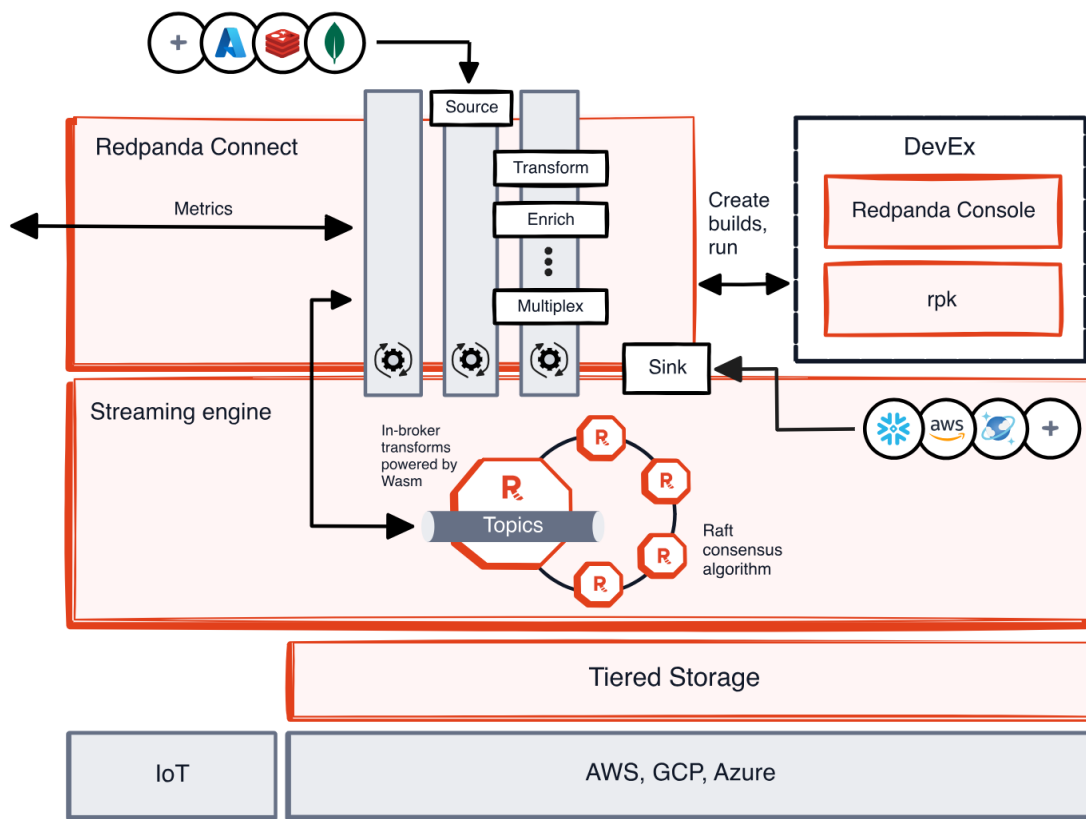 Source
Redpanda Connect
Transform
Metrics
Enrich
Multiplex
Sink
Create
builds,
run
DevEx
Redpanda Console
rpk
aws
Streaming engine
In-broker
transforms
powered by
Wasm
R
R
R
R
R
Topics
Raft
consensus
algorithm
Tiered Storage
IoT
AWS, GCP, Azure